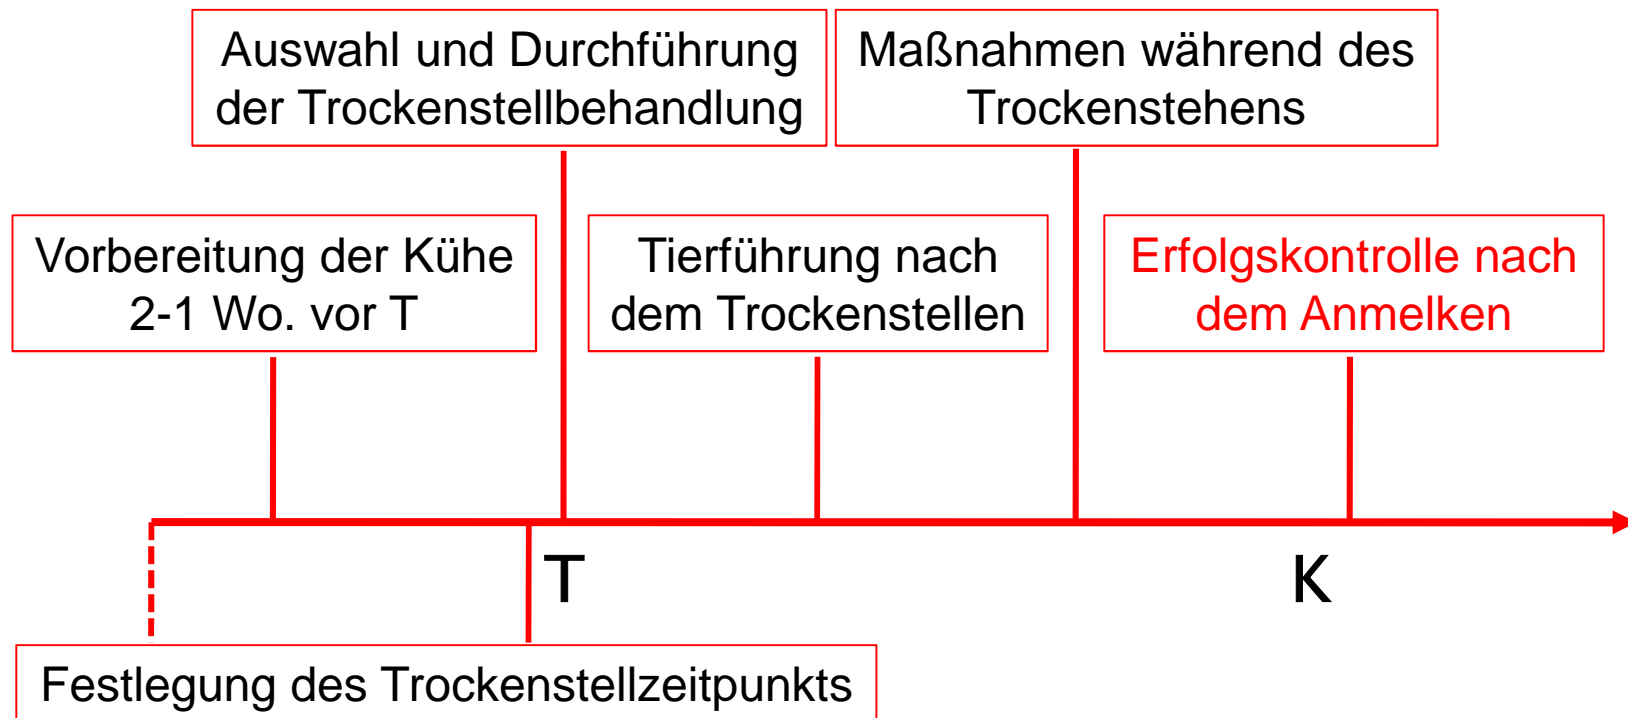 Auswahl und Durchführung
der Trockenstellbehandlung
Maßnahmen während des
Trockenstehens
Vorbereitung der Kühe
2-1 Wo. vor T
Tierführung nach
dem Trockenstellen
Erfolgskontrolle nach
dem Anmelken
T
K
Festlegung des Trockenstellzeitpunkts